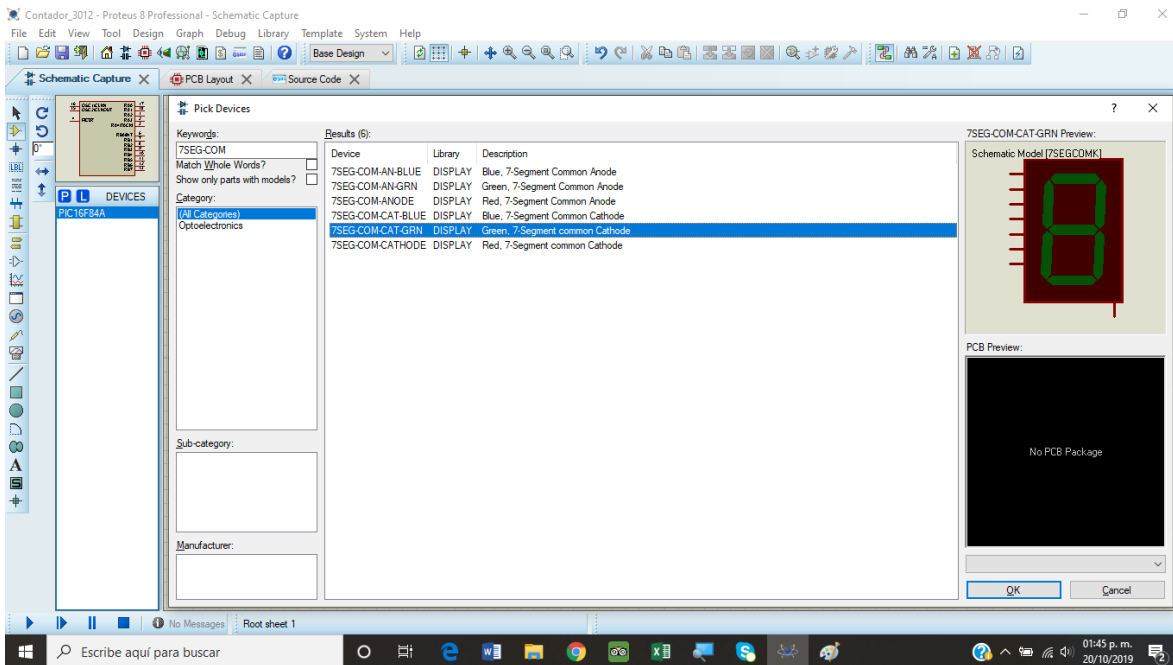 Contador_3012 - Proteus 8 Professional - Schematic Capture
File Edit View Tool Design Graph Debug Library Template System Help
Base Design
Schematic Capture
PCB Layout
Source Code
Pick Devices
Keywords:
7SEG-COM
Match Whole Words?
Show only parts with models?
Category:
(All Categories)
Optoelectronics
Sub-category:
Manufacturer:
Results (6):
Device Library Description
7SEG-COM-AN-BLUE DISPLAY Blue, 7-Segment Common Anode
7SEG-COM-AN-GRN DISPLAY Green, 7-Segment Common Anode
7SEG-COM-ANODE DISPLAY Red, 7-Segment Common Anode
7SEG-COM-CAT-BLUE DISPLAY Blue, 7-Segment Common Cathode
7SEG-COM-CAT-GRN DISPLAY Green, 7-Segment common Cathode
7SEG-COM-CATHODE DISPLAY Red, 7-Segment common Cathode
7SEG-COM-CAT-GRN Preview:
Schematic Model [7SEGCOMK]
PCB Preview:
No PCB Package
OK
Cancel
0°
P L DEVICES
PIC16F84A
LBL
A
S
No Messages
Root sheet 1
Escribe aquí para buscar
01:45 p. m.
20/10/2019
2